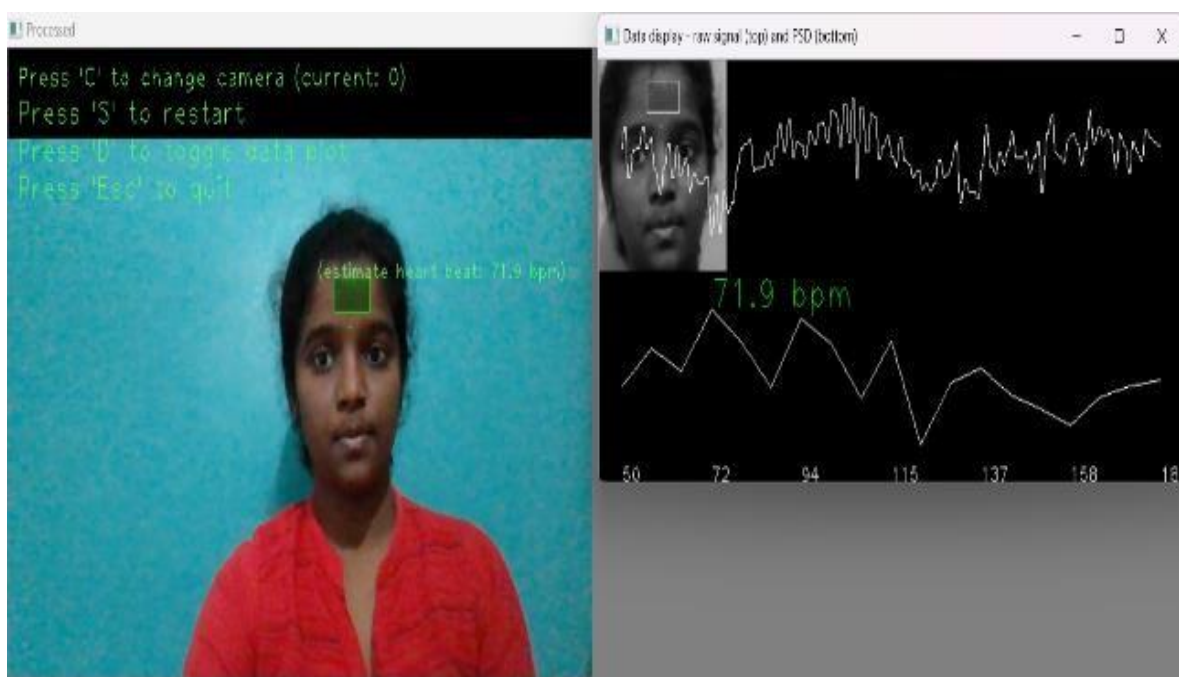 Processed
Press 'C' to change camera (current: 0)
Press 'S' to restart
Press 'D' to toggle data plot
Press 'Esc' to quit
(estimate heart beat: 71.9 bpm)
Data display - raw signal (top) and PSD (bottom)
71.9 bpm
50 72 94 115 137 158 18